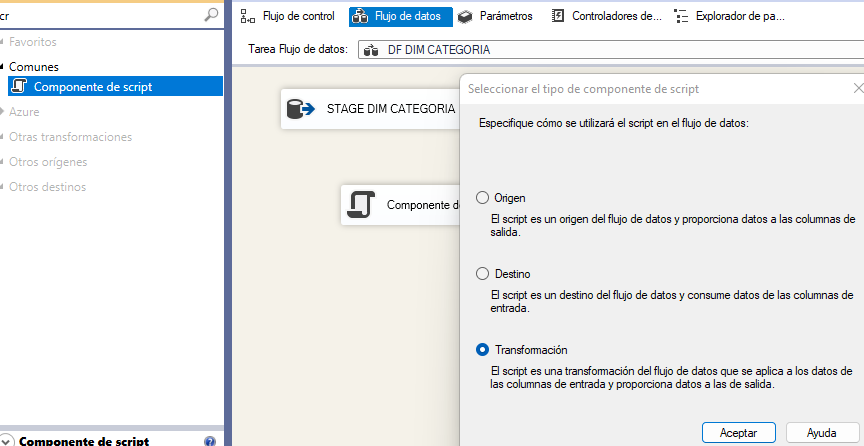 cr
Favoritos
Comunes
Componente de script
Azure
Otras transformaciones
Otros orígenes
Otros destinos
Componente de script
Flujo de control
Flujo de datos
Parámetros
Controladores de...
Explorador de pa...
Tarea Flujo de datos:
DF DIM CATEGORIA
STAGE DIM CATEGORIA
Componente d
Seleccionar el tipo de componente de script
Especifique cómo se utilizará el script en el flujo de datos:
Origen
El script es un origen del flujo de datos y proporciona datos a las columnas de
salida.
Destino
El script es un destino del flujo de datos y consume datos de las columnas de
entrada.
Transformación
El script es una transformación del flujo de datos que se aplica a los datos de
las columnas de entrada y proporciona datos a las de salida.
Aceptar
Ayuda